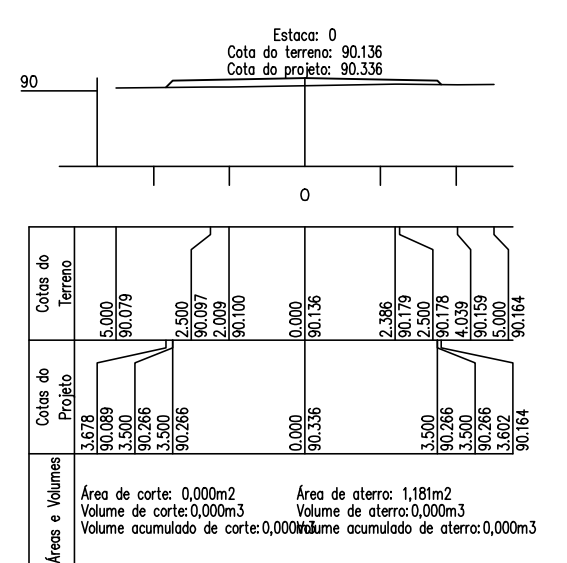 Estaca: 0
Cota do terreno: 90.136
Cota do projeto: 90.336
90
0
Cotas do
Terreno
5.000
90.079
2.500
90.097
2.009
90.100
0.000
90.136
2.386
90.179
2.500
90.178
4.039
90.159
5.000
90.164
Cotas do
Projeto
3.678
90.089
3.500
90.266
3.500
90.266
0.000
90.336
3.500
90.266
3.500
90.266
3.602
90.164
Áreas e Volumes
Área de corte: 0,000m2
Volume de corte:0,000m3
Volume acumulado de corte:0,000m3
Área de aterro: 1,181m2
Volume de aterro:0,000m3
Volume acumulado de aterro:0,000m3